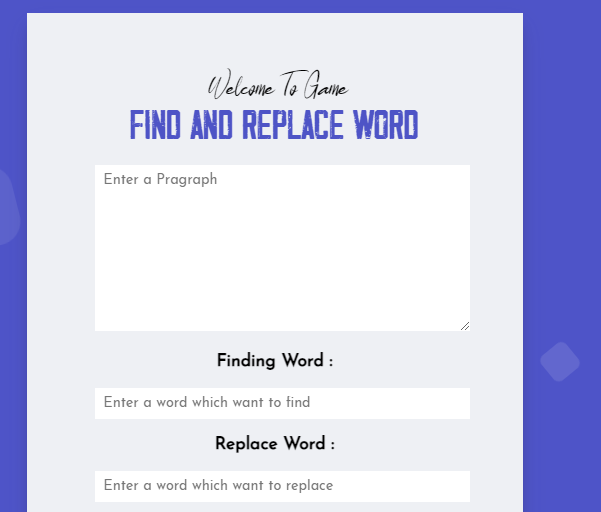 Welcome To Game
FIND AND REPLACE WORD
Enter a Pragraph
Finding Word :
Enter a word which want to find
Replace Word :
Enter a word which want to replace